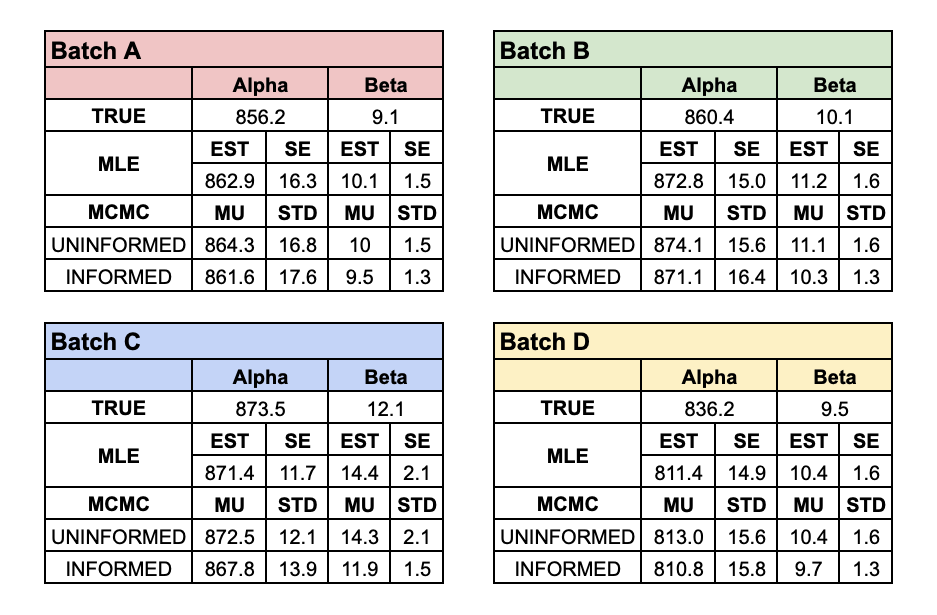 Batch A
Alpha Beta
TRUE 856.2 9.1
MLE EST SE EST SE
862.9 16.3 10.1 1.5
MCMC MU STD MU STD
UNINFORMED 864.3 16.8 10 1.5
INFORMED 861.6 17.6 9.5 1.3
Batch B
Alpha Beta
TRUE 860.4 10.1
MLE EST SE EST SE
872.8 15.0 11.2 1.6
MCMC MU STD MU STD
UNINFORMED 874.1 15.6 11.1 1.6
INFORMED 871.1 16.4 10.3 1.3
Batch C
Alpha Beta
TRUE 873.5 12.1
MLE EST SE EST SE
871.4 11.7 14.4 2.1
MCMC MU STD MU STD
UNINFORMED 872.5 12.1 14.3 2.1
INFORMED 867.8 13.9 11.9 1.5
Batch D
Alpha Beta
TRUE 836.2 9.5
MLE EST SE EST SE
811.4 14.9 10.4 1.6
MCMC MU STD MU STD
UNINFORMED 813.0 15.6 10.4 1.6
INFORMED 810.8 15.8 9.7 1.3